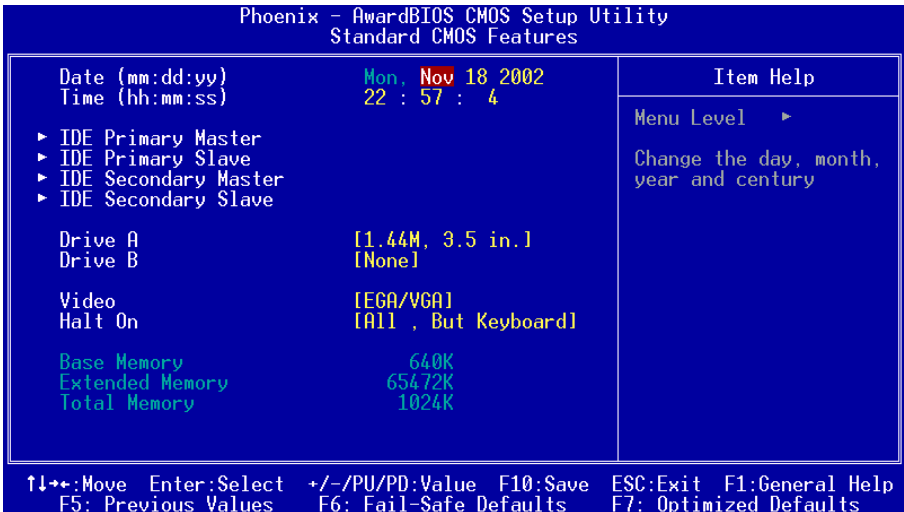 Phoenix - AwardBIOS CMOS Setup Utility
Standard CMOS Features
Date (mm:dd:yy) Mon, Nov 18 2002
Time (hh:mm:ss) 22 : 57 : 4
► IDE Primary Master
► IDE Primary Slave
► IDE Secondary Master
► IDE Secondary Slave
Drive A [1.44M, 3.5 in.]
Drive B [None]
Video [EGA/VGA]
Halt On [All , But Keyboard]
Base Memory 640K
Extended Memory 65472K
Total Memory 1024K
Item Help
Menu Level ►
Change the day, month,
year and century
↑↓→←:Move Enter:Select +/-/PU/PD:Value F10:Save ESC:Exit F1:General Help
F5: Previous Values F6: Fail-Safe Defaults F7: Optimized Defaults